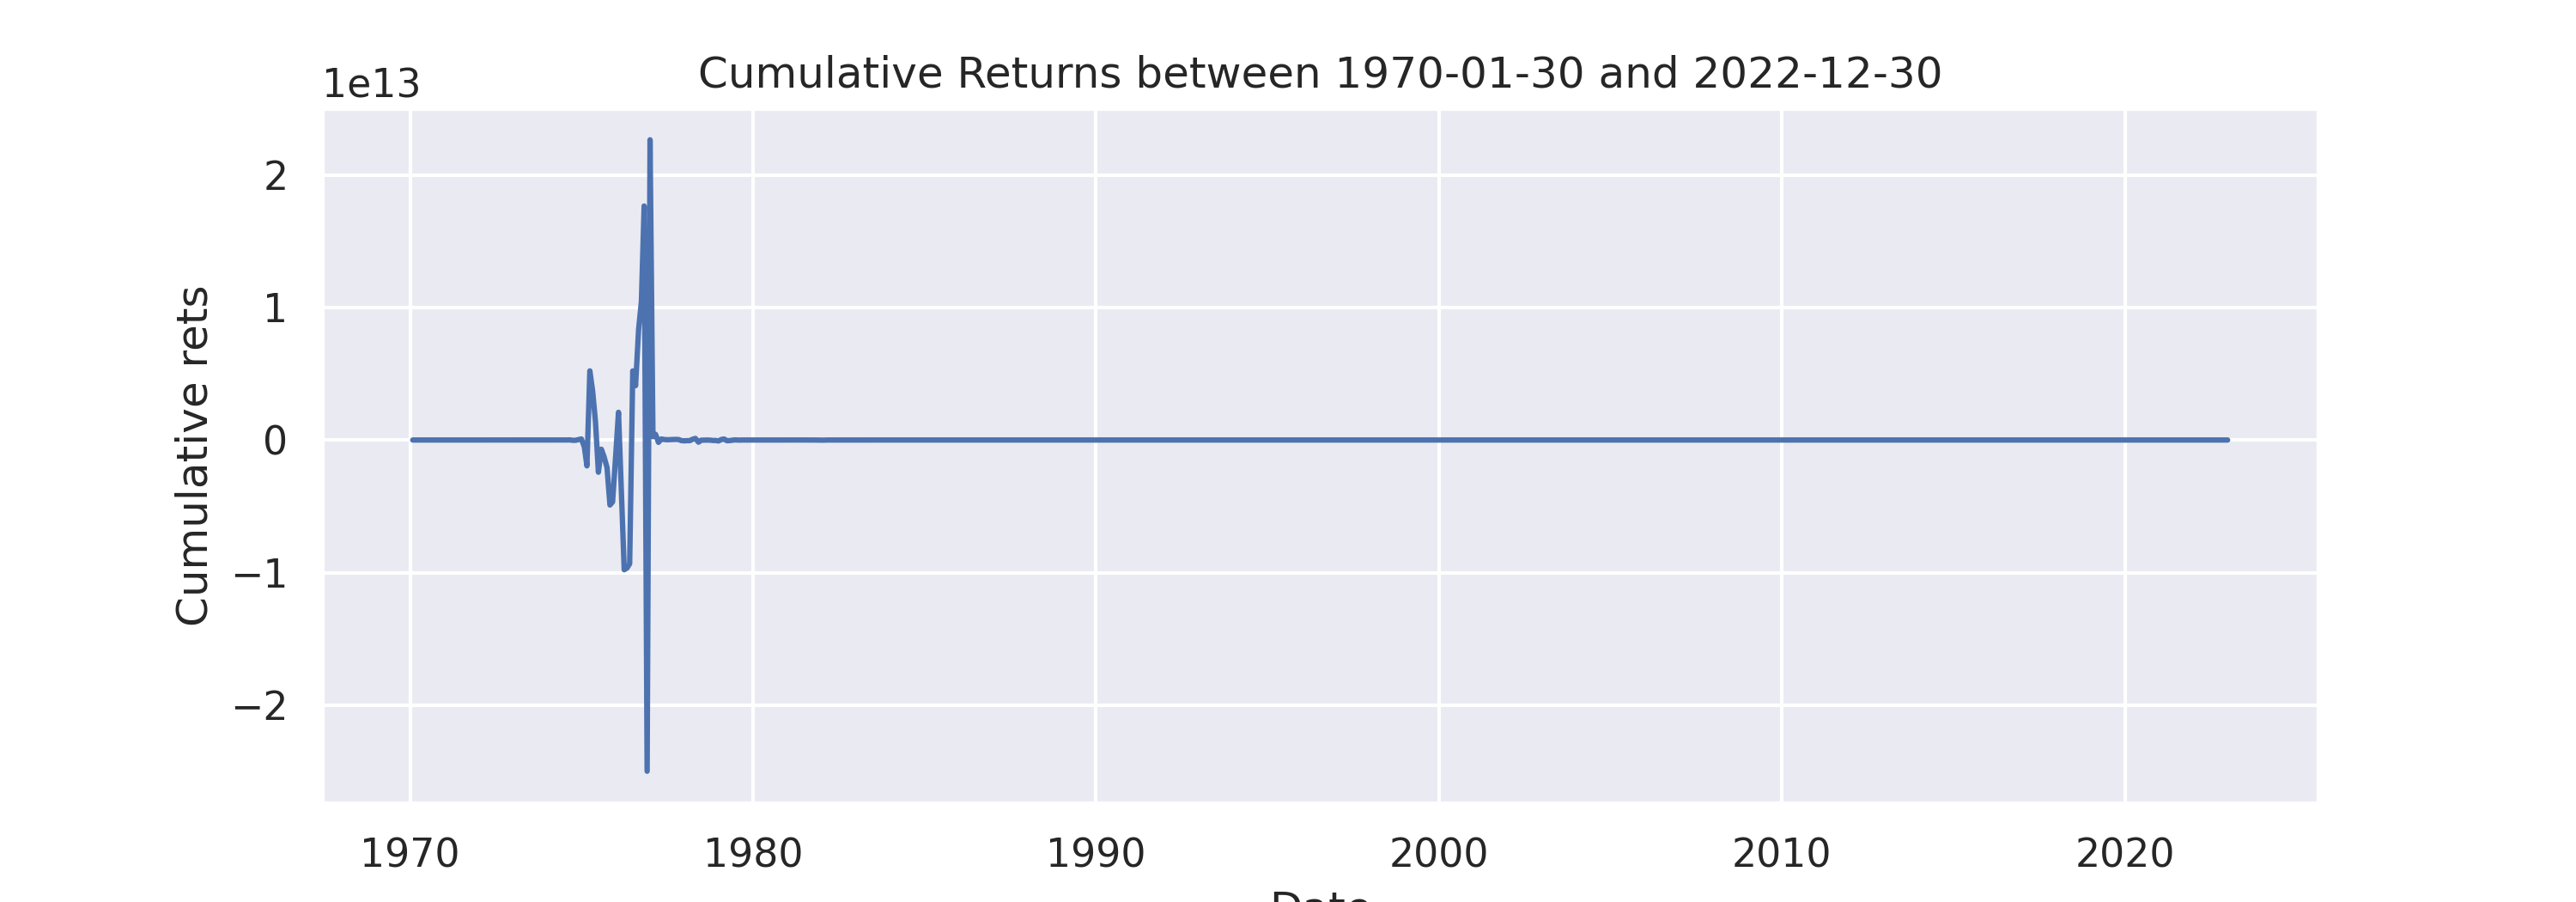 Cumulative Returns between 1970-01-30 and 2022-12-30
1e13
2
1
0
−1
−2
Cumulative rets
1970 1980 1990 2000 2010 2020
Date